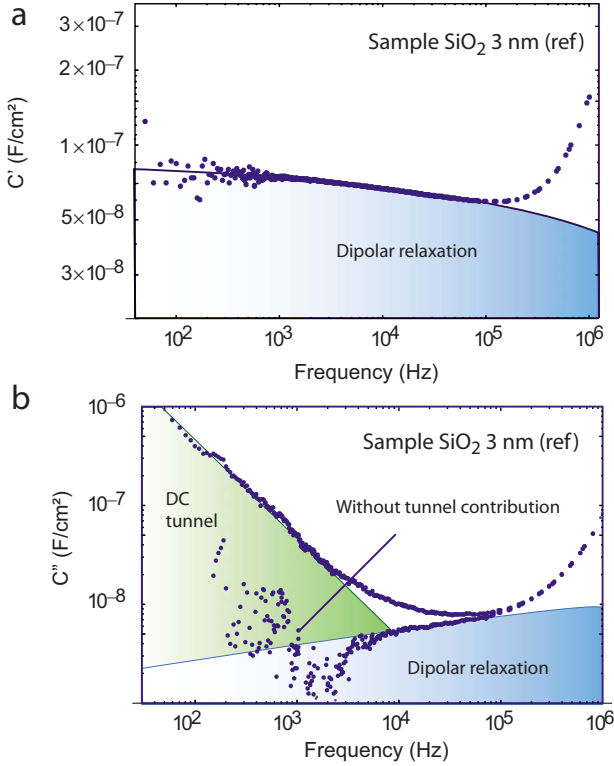 a
3×10⁻⁷
2×10⁻⁷
1×10⁻⁷
5×10⁻⁸
3×10⁻⁸
C' (F/cm²)
Sample SiO₂ 3 nm (ref)
Dipolar relaxation
10² 10³ 10⁴ 10⁵ 10⁶
Frequency (Hz)
b
10⁻⁶
10⁻⁷
10⁻⁸
C" (F/cm²)
Sample SiO₂ 3 nm (ref)
DC
tunnel
Without tunnel contribution
Dipolar relaxation
10² 10³ 10⁴ 10⁵ 10⁶
Frequency (Hz)